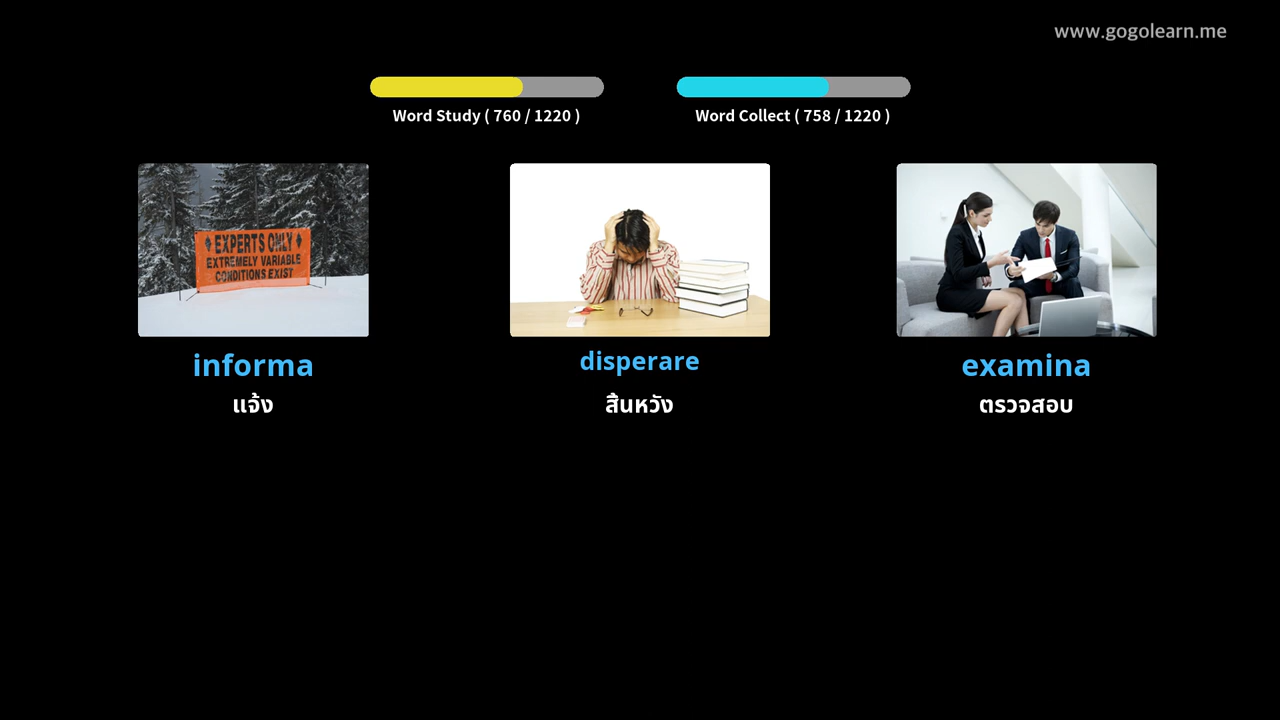 www.gogolearn.me
Word Study ( 760 / 1220 )
Word Collect ( 758 / 1220 )
EXPERTS ONLY
EXTREMELY VARIABLE
CONDITIONS EXIST
informa
disperare
examina
แจ้ง
สิ้นหวัง
ตรวจสอบ